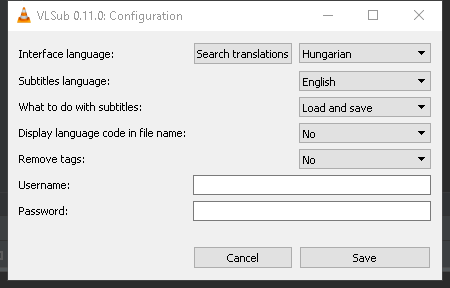 VLSub 0.11.0: Configuration
Interface language: Search translations Hungarian
Subtitles language: English
What to do with subtitles: Load and save
Display language code in file name: No
Remove tags: No
Username:
Password:
Cancel Save